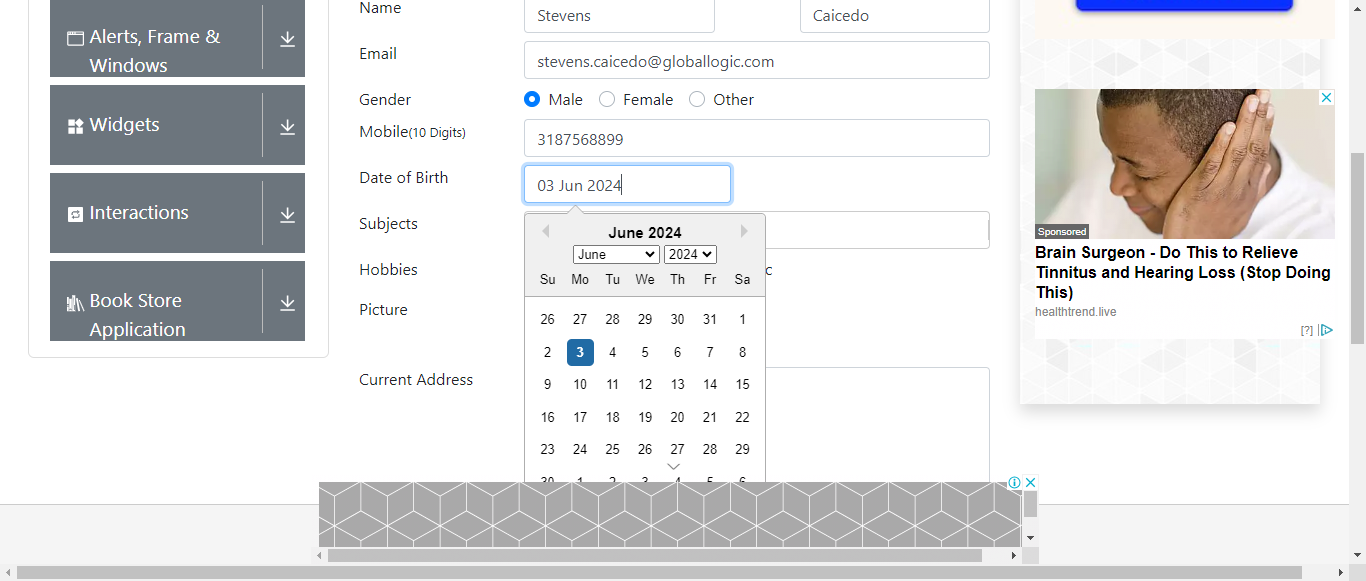 Alerts, Frame &
Windows
Widgets
Interactions
Book Store
Application
Name
Stevens
Caicedo
Email
stevens.caicedo@globallogic.com
Gender
Male
Female
Other
Mobile(10 Digits)
3187568899
Date of Birth
03 Jun 2024
Subjects
Hobbies
c
Picture
Current Address
June 2024
June
2024
Su Mo Tu We Th Fr Sa
26 27 28 29 30 31 1
2 3 4 5 6 7 8
9 10 11 12 13 14 15
16 17 18 19 20 21 22
23 24 25 26 27 28 29
30 1 2 3 4 5 6
Sponsored
Brain Surgeon - Do This to Relieve
Tinnitus and Hearing Loss (Stop Doing
This)
healthtrend.live
[?]